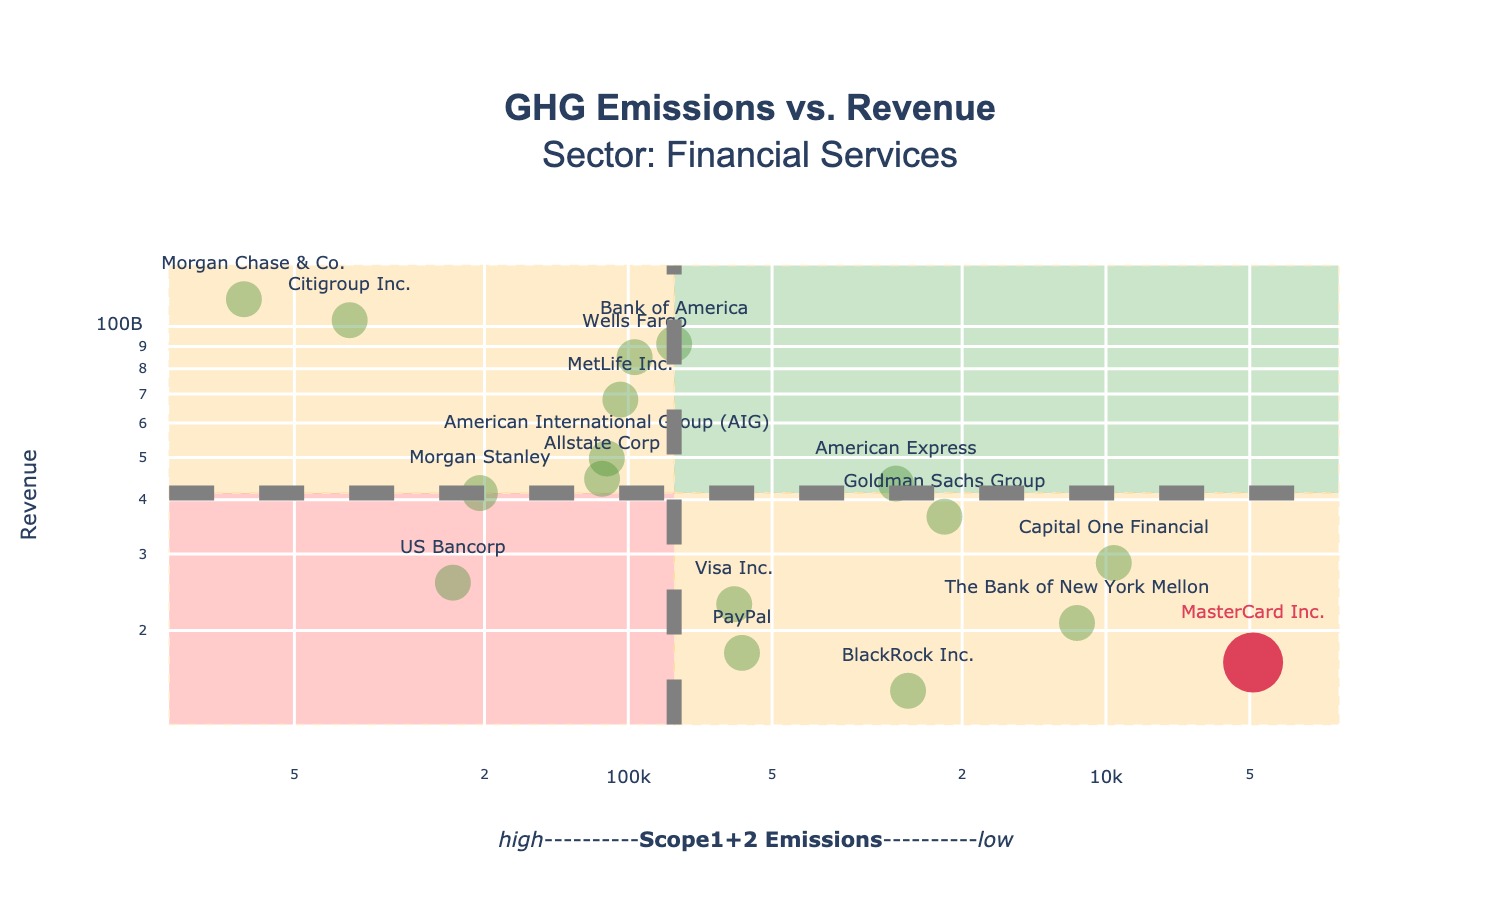 GHG Emissions vs. Revenue
Sector: Financial Services
Morgan Chase & Co.
Citigroup Inc.
Bank of America
Wells Fargo
MetLife Inc.
American International Group (AIG)
Allstate Corp
Morgan Stanley
American Express
Goldman Sachs Group
Capital One Financial
US Bancorp
Visa Inc.
The Bank of New York Mellon
PayPal
MasterCard Inc.
BlackRock Inc.
Revenue
100B
9
8
7
6
5
4
3
2
5 2 100k 5 2 10k 5
high----------Scope1+2 Emissions----------low